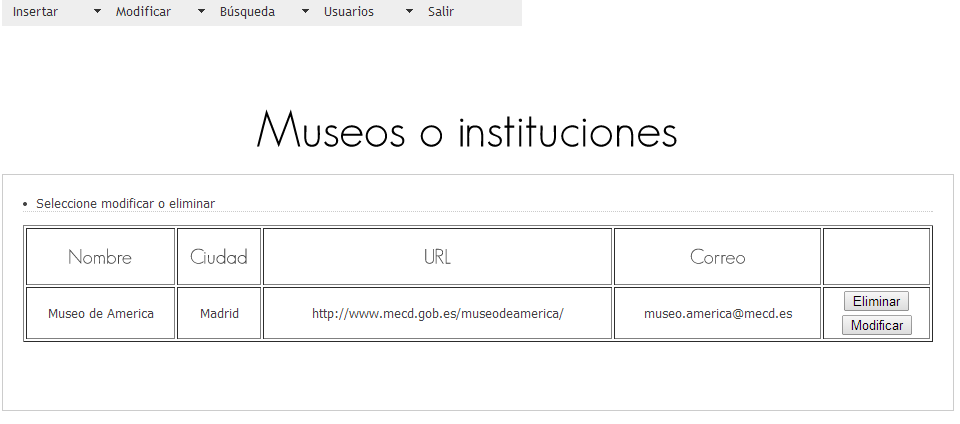 Insertar Modificar Búsqueda Usuarios Salir
Museos o instituciones
Seleccione modificar o eliminar
Nombre Ciudad URL Correo
Museo de America Madrid http://www.mecd.gob.es/museodeamerica/ museo.america@mecd.es Eliminar
Modificar